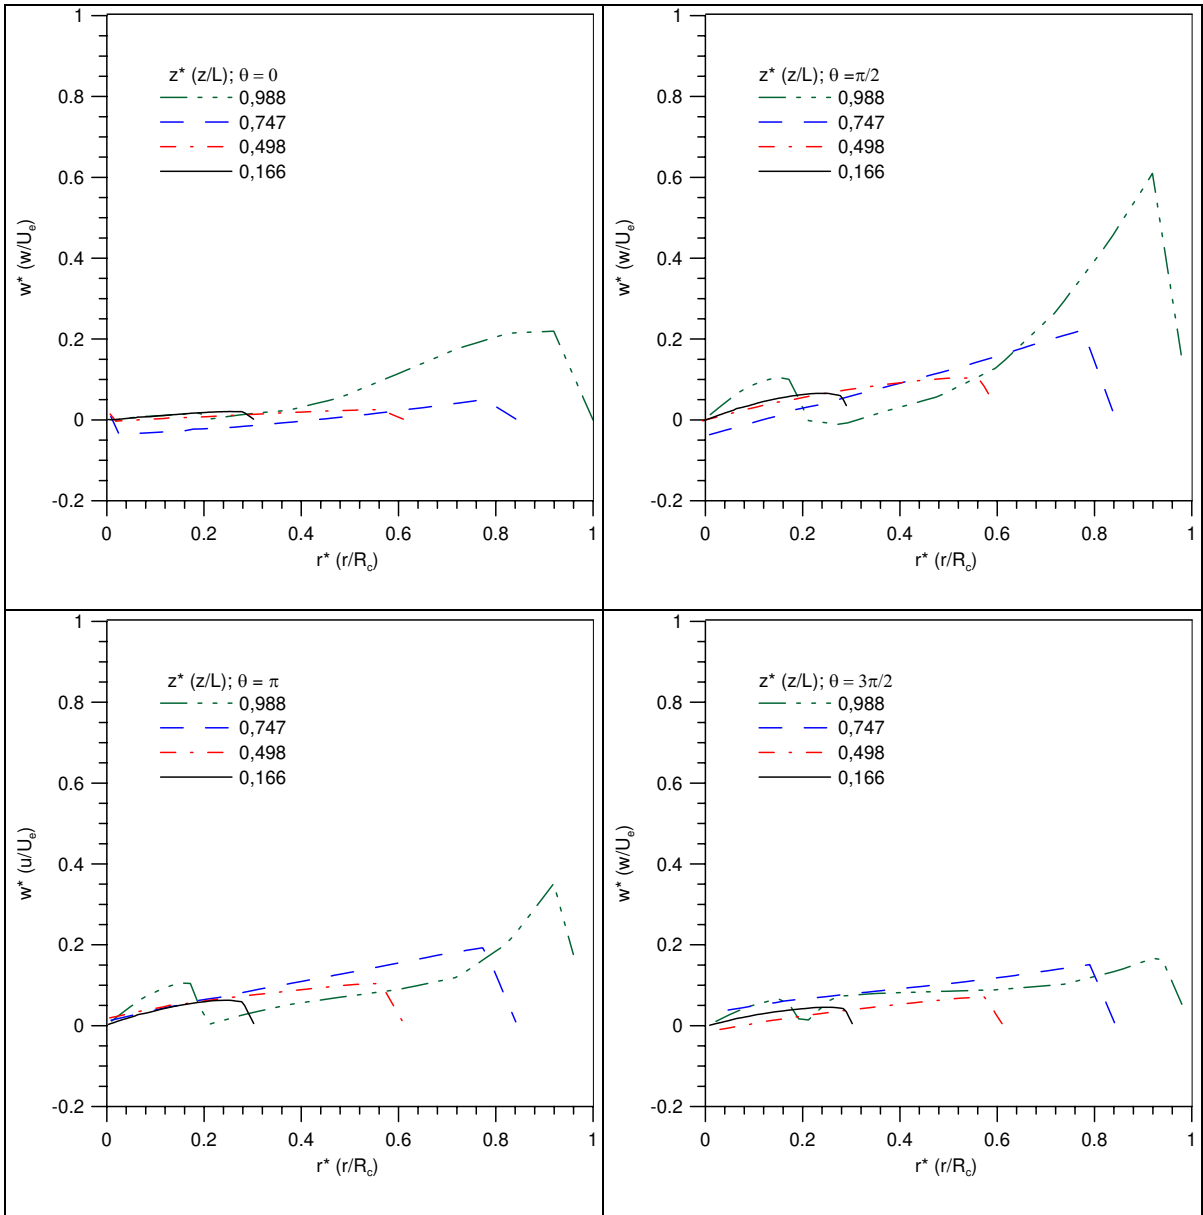 z* (z/L); θ = 0
0,988
0,747
0,498
0,166
1
0.8
0.6
0.4
0.2
0
-0.2
w* (w/Ue)
0 0.2 0.4 0.6 0.8 1
r* (r/Rc)
z* (z/L); θ =π/2
0,988
0,747
0,498
0,166
1
0.8
0.6
0.4
0.2
0
-0.2
w* (w/Ue)
0 0.2 0.4 0.6 0.8 1
r* (r/Rc)
z* (z/L); θ = π
0,988
0,747
0,498
0,166
1
0.8
0.6
0.4
0.2
0
-0.2
w* (u/Ue)
0 0.2 0.4 0.6 0.8 1
r* (r/Rc)
z* (z/L); θ = 3π/2
0,988
0,747
0,498
0,166
1
0.8
0.6
0.4
0.2
0
-0.2
w* (w/Ue)
0 0.2 0.4 0.6 0.8 1
r* (r/Rc)